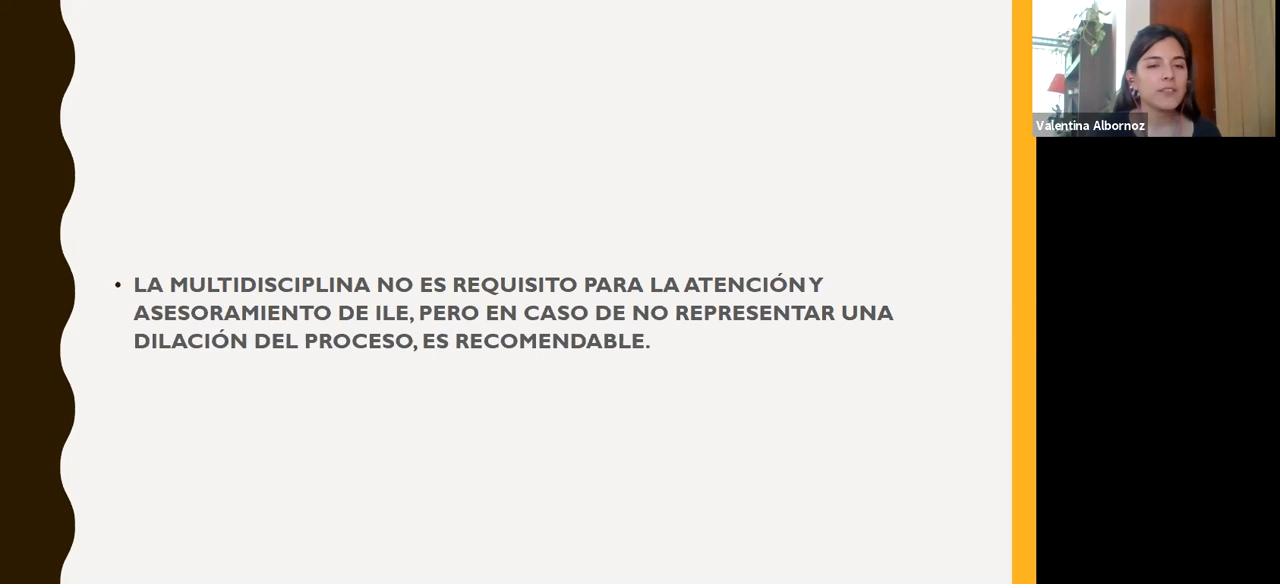 • LA MULTIDISCIPLINA NO ES REQUISITO PARA LA ATENCIÓN Y
ASESORAMIENTO DE ILE, PERO EN CASO DE NO REPRESENTAR UNA
DILACIÓN DEL PROCESO, ES RECOMENDABLE.
Valentina Albornoz